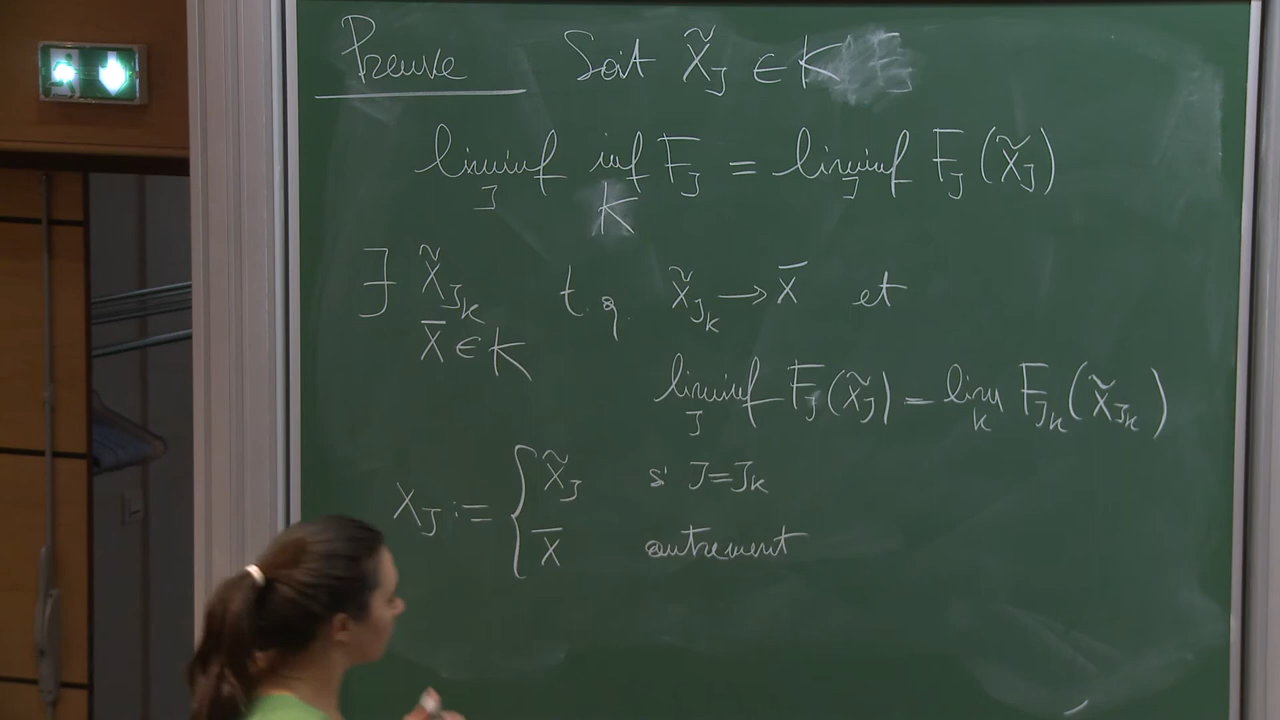 Preuve Soit x̃_J ∈ K
liminf_J inf_K F_J = liminf_J F_J(x̃_J)
∃ x̃_{J_k} t.q. x̃_{J_k} → x̄ et
x̄ ∈ K
liminf_J F_J(x̃_J) = lim_k F_{J_k}(x̃_{J_k})
x_J := { x̃_J si J = J_k
x̄ autrement